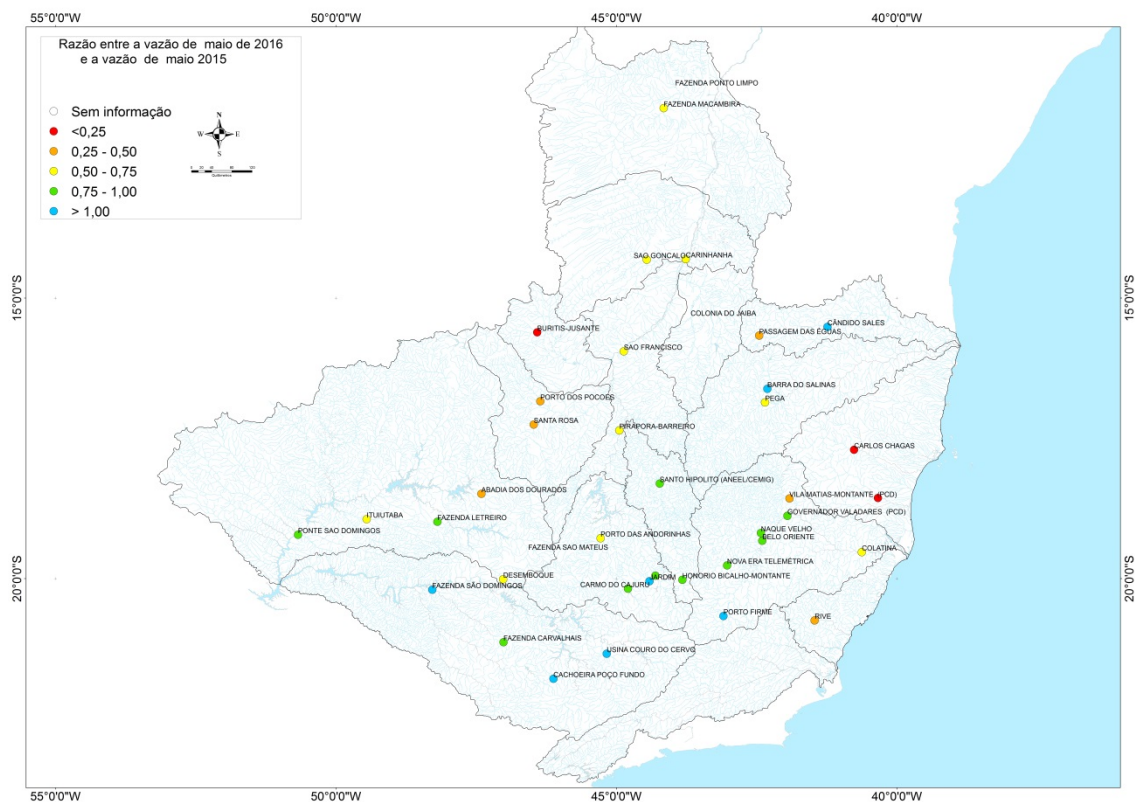 55°0'0"W 50°0'0"W 45°0'0"W 40°0'0"W
Razão entre a vazão de maio de 2016
e a vazão de maio 2015
Sem informação
<0,25
0,25 - 0,50
0,50 - 0,75
0,75 - 1,00
> 1,00
N
W E
S
FAZENDA PONTO LIMPO
FAZENDA MACAMBIRA
SAO GONCALO
CARINHANHA
15°0'0"S 15°0'0"S
COLONIA DO JAIBA
CÂNDIDO SALES
BURITIS-JUSANTE
PASSAGEM DAS ÉGUAS
SAO FRANCISCO
BARRA DO SALINAS
PORTO DOS POCOES
PEGA
SANTA ROSA
PIRAPORA-BARREIRO
CARLOS CHAGAS
SANTO HIPOLITO (ANEEL/CEMIG)
ABADIA DOS DOURADOS
VILA MATIAS-MONTANTE (PCD)
ITUIUTABA
FAZENDA LETREIRO
GOVERNADOR VALADARES (PCD)
PONTE SAO DOMINGOS
NAQUE VELHO
PORTO DAS ANDORINHAS
BELO ORIENTE
FAZENDA SAO MATEUS
COLATINA
NOVA ERA TELEMÉTRICA
DESEMBOQUE
JARDIM
HONORIO BICALHO-MONTANTE
20°0'0"S 20°0'0"S
FAZENDA SÃO DOMINGOS
CARMO DO CAJURU
PORTO FIRME
RIVE
FAZENDA CARVALHAIS
USINA COURO DO CERVO
CACHOEIRA POÇO FUNDO
55°0'0"W 50°0'0"W 45°0'0"W 40°0'0"W